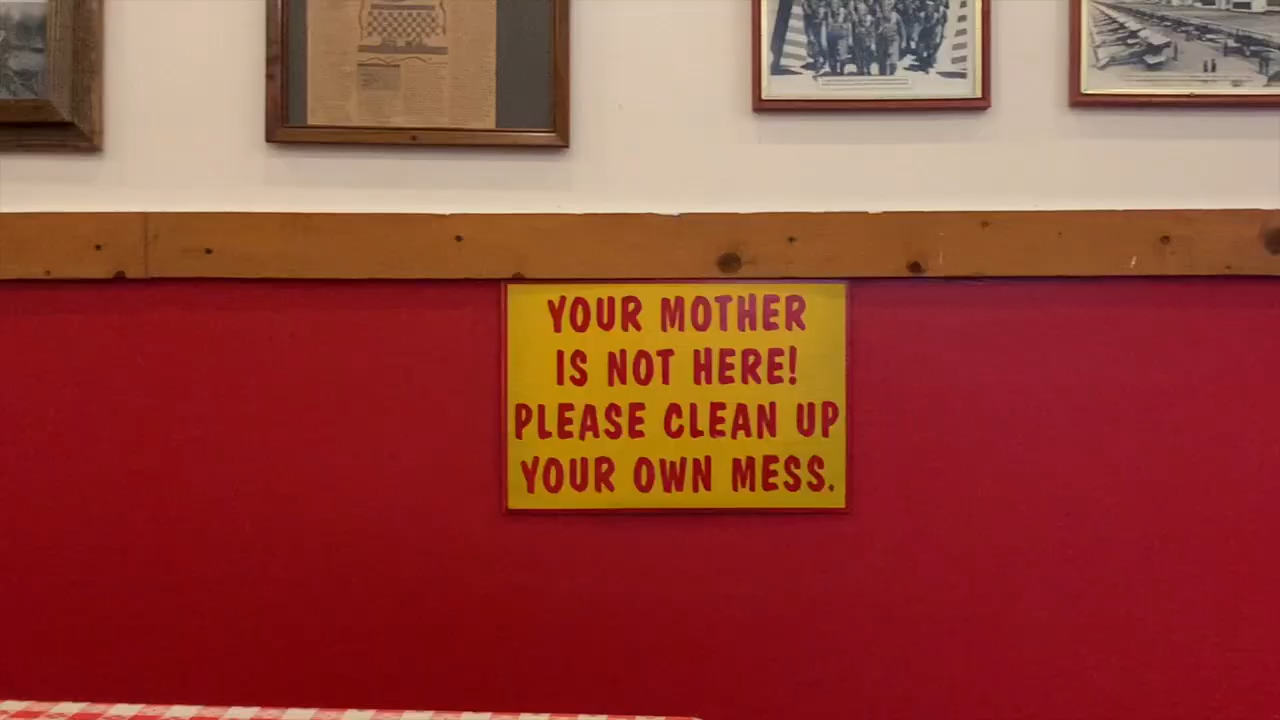 YOUR MOTHER
IS NOT HERE!
PLEASE CLEAN UP
YOUR OWN MESS.